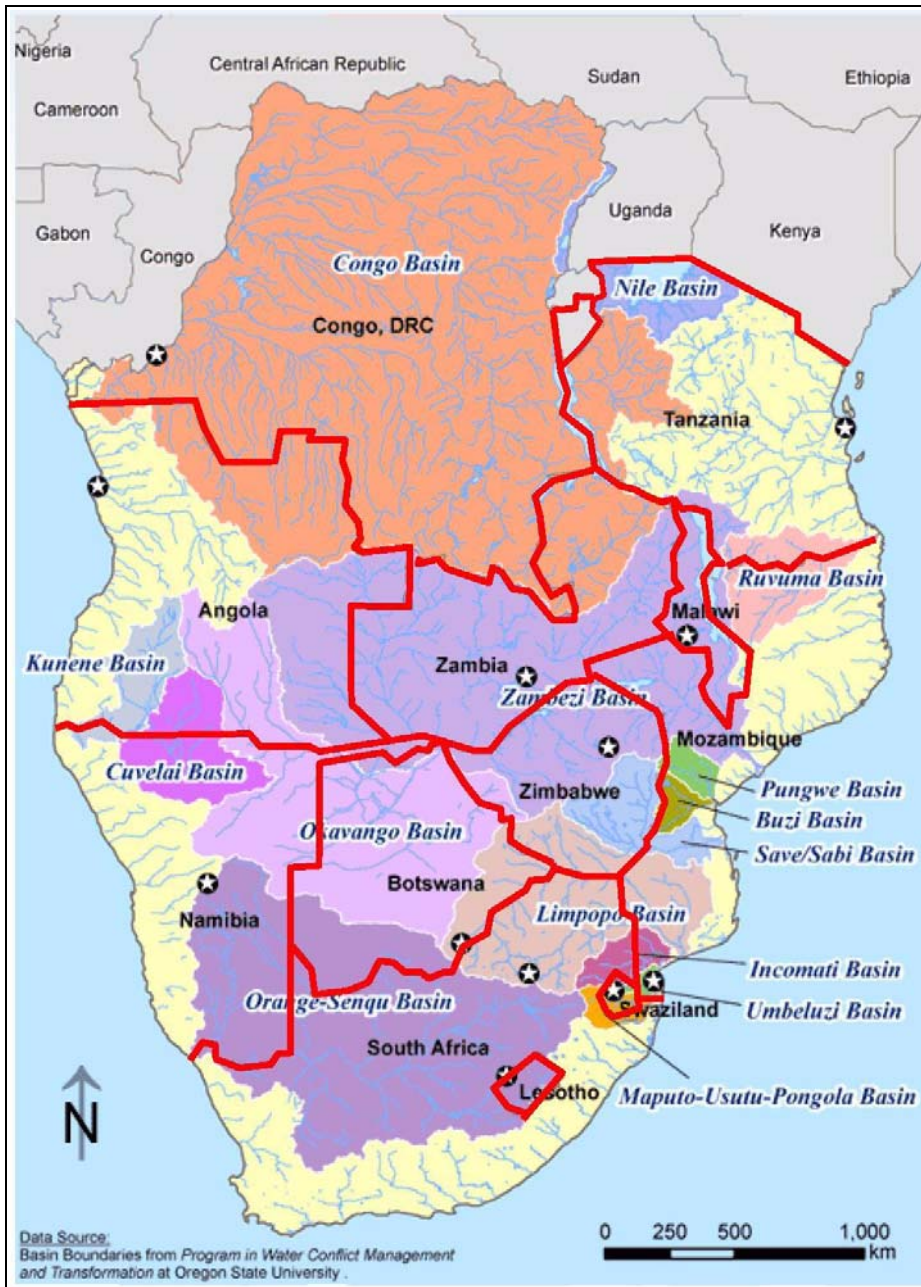 Nigeria
Central African Republic
Sudan
Ethiopia
Cameroon
Uganda
Gabon
Kenya
Congo
Congo Basin
Nile Basin
Congo, DRC
Tanzania
Ruvuma Basin
Angola
Malawi
Kunene Basin
Zambia
Zambezi Basin
Mozambique
Cuvelai Basin
Zimbabwe
Pungwe Basin
Buzi Basin
Okavango Basin
Save/Sabi Basin
Botswana
Namibia
Limpopo Basin
Incomati Basin
Orange-Senqu Basin
Swaziland
Umbeluzi Basin
South Africa
Lesotho
Maputo-Usutu-Pongola Basin
N
Data Source:
Basin Boundaries from Program in Water Conflict Management
and Transformation at Oregon State University .
0 250 500 1,000
km